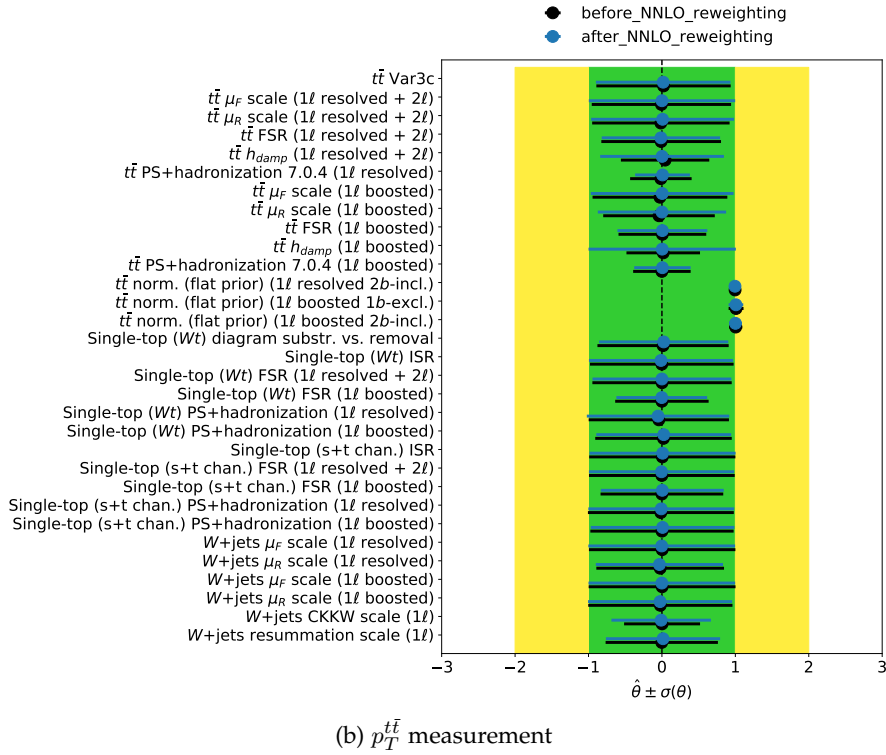 before_NNLO_reweighting
after_NNLO_reweighting
tt̄ Var3c
tt̄ μF scale (1ℓ resolved + 2ℓ)
tt̄ μR scale (1ℓ resolved + 2ℓ)
tt̄ FSR (1ℓ resolved + 2ℓ)
tt̄ hdamp (1ℓ resolved + 2ℓ)
tt̄ PS+hadronization 7.0.4 (1ℓ resolved)
tt̄ μF scale (1ℓ boosted)
tt̄ μR scale (1ℓ boosted)
tt̄ FSR (1ℓ boosted)
tt̄ hdamp (1ℓ boosted)
tt̄ PS+hadronization 7.0.4 (1ℓ boosted)
tt̄ norm. (flat prior) (1ℓ resolved 2b-incl.)
tt̄ norm. (flat prior) (1ℓ boosted 1b-excl.)
tt̄ norm. (flat prior) (1ℓ boosted 2b-incl.)
Single-top (Wt) diagram substr. vs. removal
Single-top (Wt) ISR
Single-top (Wt) FSR (1ℓ resolved + 2ℓ)
Single-top (Wt) FSR (1ℓ boosted)
Single-top (Wt) PS+hadronization (1ℓ resolved)
Single-top (Wt) PS+hadronization (1ℓ boosted)
Single-top (s+t chan.) ISR
Single-top (s+t chan.) FSR (1ℓ resolved + 2ℓ)
Single-top (s+t chan.) FSR (1ℓ boosted)
Single-top (s+t chan.) PS+hadronization (1ℓ resolved)
Single-top (s+t chan.) PS+hadronization (1ℓ boosted)
W+jets μF scale (1ℓ resolved)
W+jets μR scale (1ℓ resolved)
W+jets μF scale (1ℓ boosted)
W+jets μR scale (1ℓ boosted)
W+jets CKKW scale (1ℓ)
W+jets resummation scale (1ℓ)
−3 −2 −1 0 1 2 3
θ̂ ± σ(θ)
(b) pTtt̄ measurement